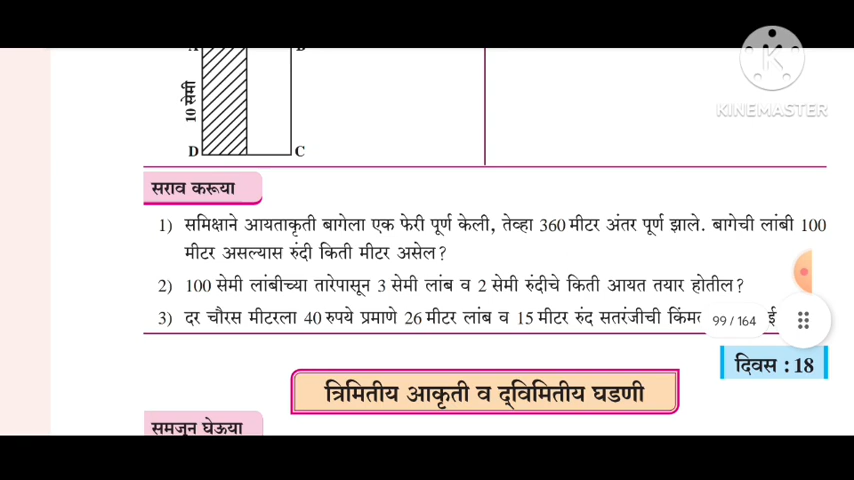 KINEMASTER
10 सेमी
D C
सराव करूया
1) समिक्षाने आयताकृती बागेला एक फेरी पूर्ण केली, तेव्हा 360 मीटर अंतर पूर्ण झाले. बागेची लांबी 100
मीटर असल्यास रुंदी किती मीटर असेल?
2) 100 सेमी लांबीच्या तारेपासून 3 सेमी लांब व 2 सेमी रुंदीचे किती आयत तयार होतील?
3) दर चौरस मीटरला 40 रुपये प्रमाणे 26 मीटर लांब व 15 मीटर रुंद सतरंजीची
99 / 164
दिवस : 18
त्रिमितीय आकृती व द्विमितीय घडणी
समजून घेऊया